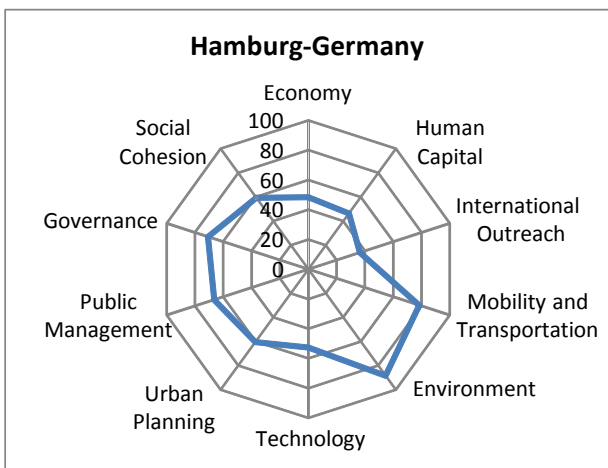 Hamburg-Germany
Economy
Human
Capital
International
Outreach
Mobility and
Transportation
Environment
Technology
Urban
Planning
Public
Management
Governance
Social
Cohesion
100
80
60
40
20
0